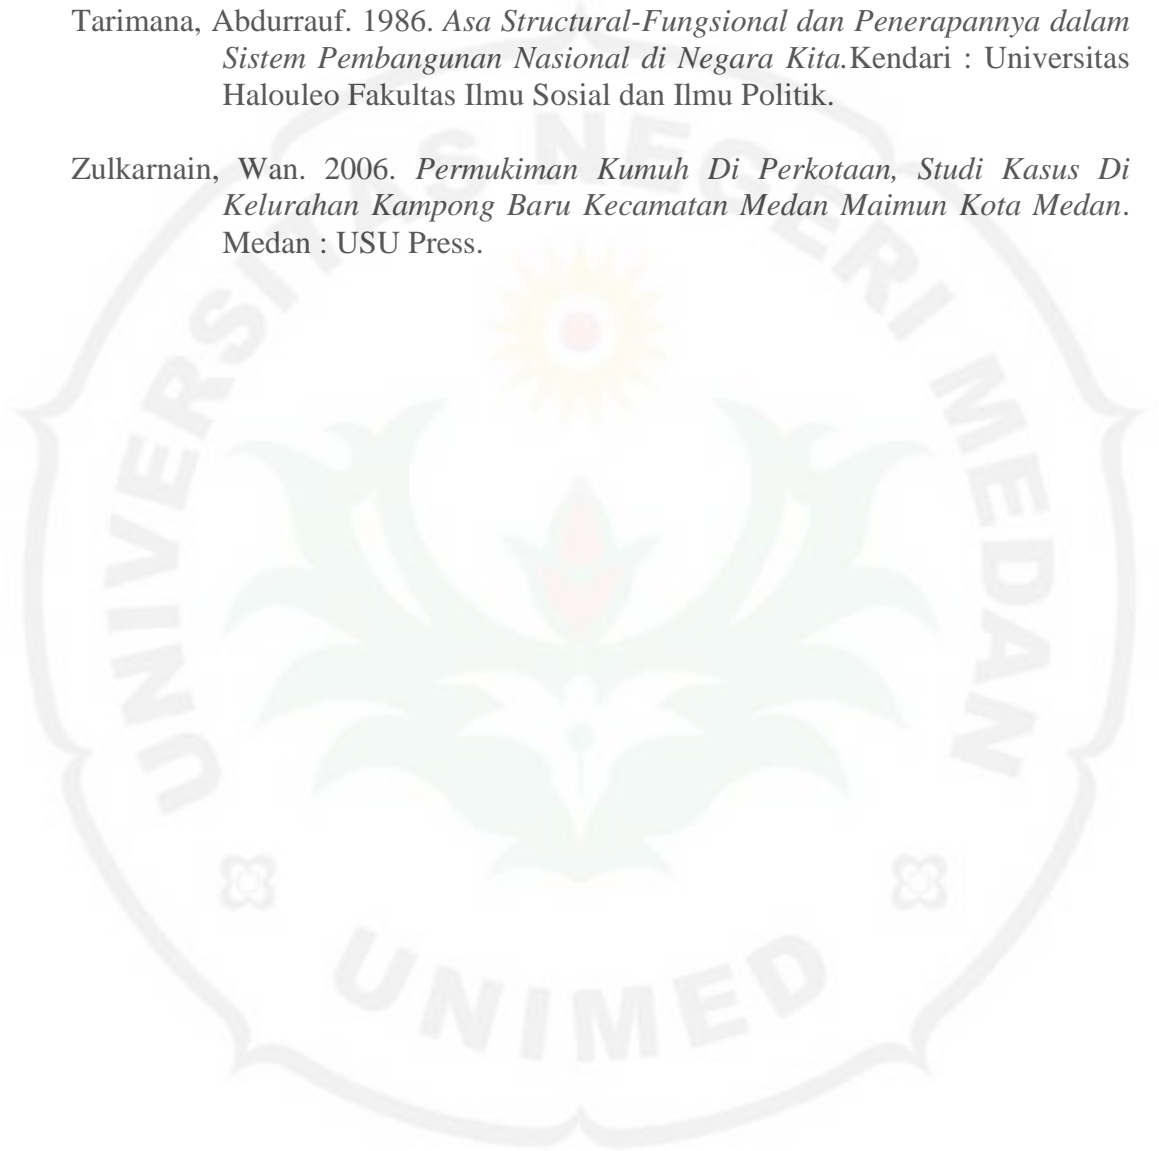 Tarimana, Abdurrauf. 1986. Asa Structural-Fungsional dan Penerapannya dalam
Sistem Pembangunan Nasional di Negara Kita.Kendari : Universitas
Halouleo Fakultas Ilmu Sosial dan Ilmu Politik.
Zulkarnain, Wan. 2006. Permukiman Kumuh Di Perkotaan, Studi Kasus Di
Kelurahan Kampong Baru Kecamatan Medan Maimun Kota Medan.
Medan : USU Press.
UNIVERSITAS NEGERI MEDAN
UNIMED